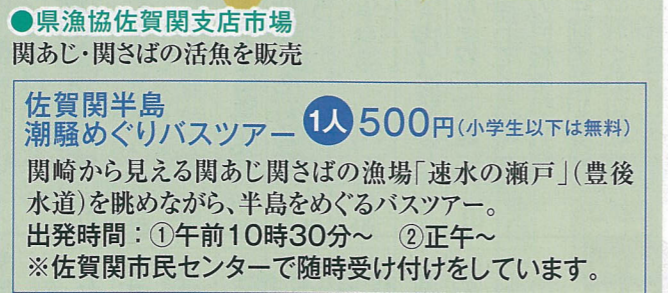 ●県漁協佐賀関支店市場
関あじ・関さばの活魚を販売
佐賀関半島
潮騒めぐりバスツアー 1人 500円(小学生以下は無料)
関崎から見える関あじ関さばの漁場「速水の瀬戸」(豊後
水道)を眺めながら、半島をめぐるバスツアー。
出発時間：①午前10時30分～ ②正午～
※佐賀関市民センターで随時受け付けをしています。